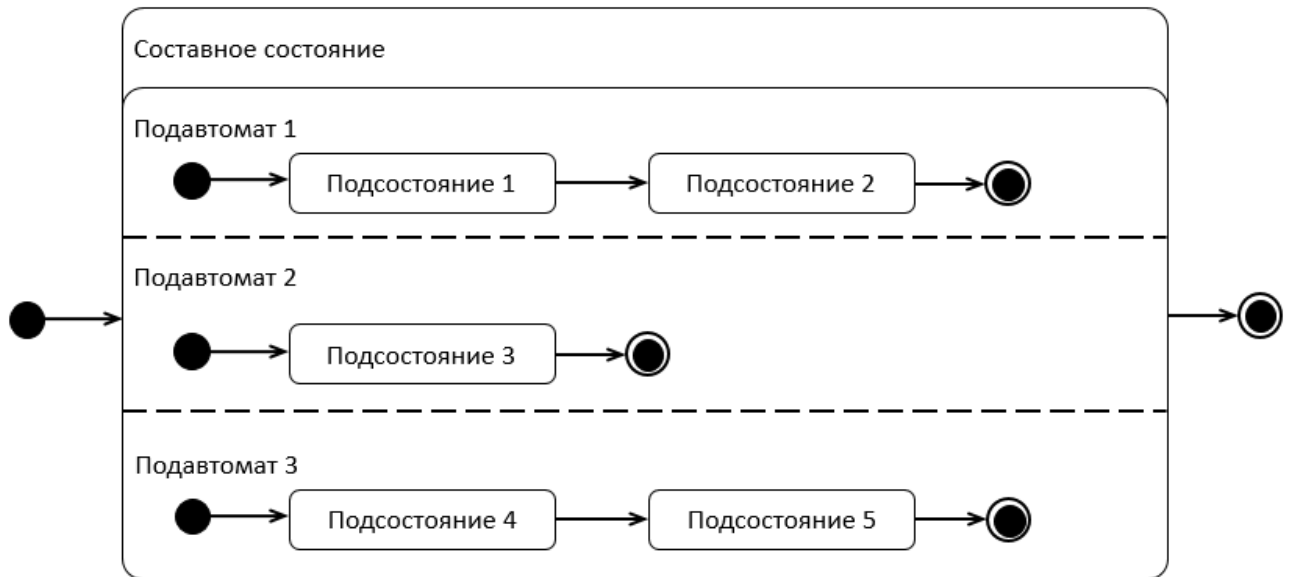 Составное состояние
Подавтомат 1
Подсостояние 1
Подсостояние 2
Подавтомат 2
Подсостояние 3
Подавтомат 3
Подсостояние 4
Подсостояние 5